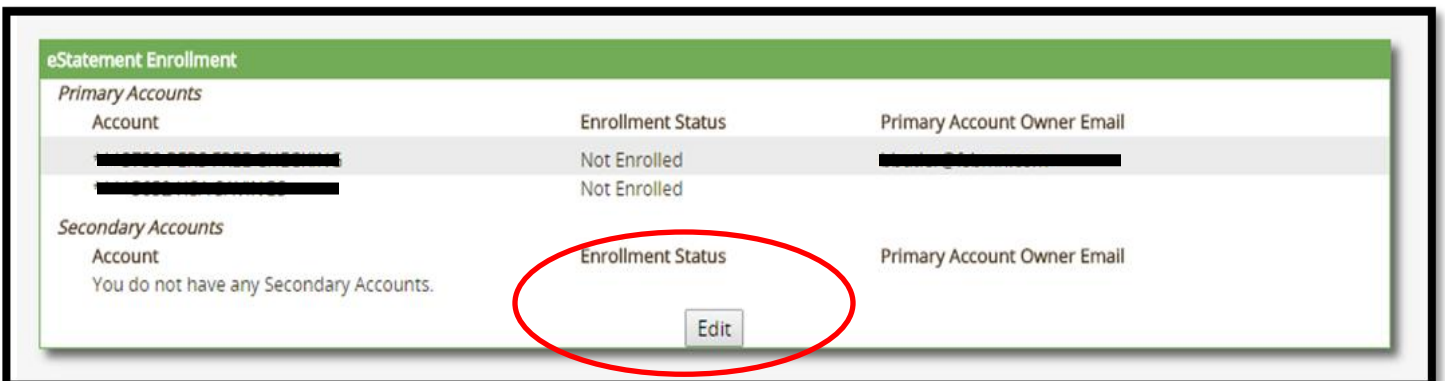 eStatement Enrollment
Primary Accounts
Account Enrollment Status Primary Account Owner Email
Not Enrolled
Not Enrolled
Secondary Accounts
Account Enrollment Status Primary Account Owner Email
You do not have any Secondary Accounts.
Edit